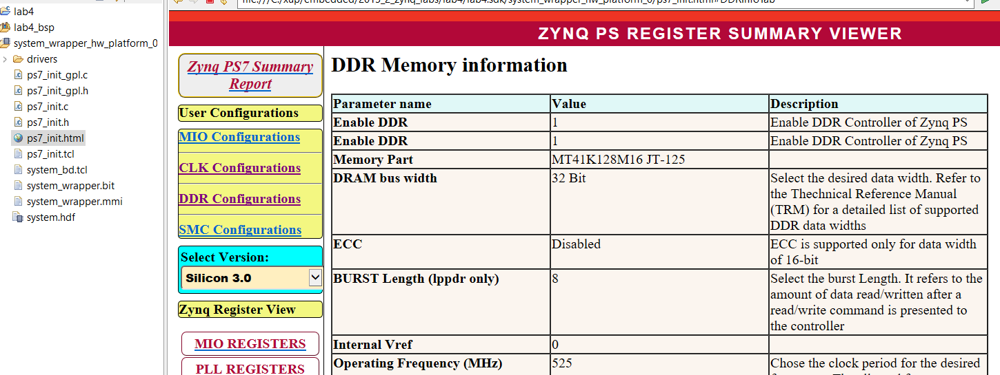 lab4
lab4_bsp
system_wrapper_hw_platform_0
drivers
ps7_init_gpl.c
ps7_init_gpl.h
ps7_init.c
ps7_init.h
ps7_init.html
ps7_init.tcl
system_bd.tcl
system_wrapper.bit
system_wrapper.mmi
system.hdf
file:///C:/xup/embedded/2015_2_zynq_labs/lab4/lab4.sdk/system_wrapper_hw_platform_0/ps7_init.html#DDRInfoTab
ZYNQ PS REGISTER SUMMARY VIEWER
Zynq PS7 Summary
Report
User Configurations
MIO Configurations
CLK Configurations
DDR Configurations
SMC Configurations
Select Version:
Silicon 3.0
Zynq Register View
MIO REGISTERS
PLL REGISTERS
DDR Memory information
Parameter name Value Description
Enable DDR 1 Enable DDR Controller of Zynq PS
Enable DDR 1 Enable DDR Controller of Zynq PS
Memory Part MT41K128M16 JT-125
DRAM bus width 32 Bit Select the desired data width. Refer to
the Thechnical Reference Manual
(TRM) for a detailed list of supported
DDR data widths
ECC Disabled ECC is supported only for data width
of 16-bit
BURST Length (lppdr only) 8 Select the burst Length. It refers to the
amount of data read/written after a
read/write command is presented to
the controller
Internal Vref 0
Operating Frequency (MHz) 525 Chose the clock period for the desired